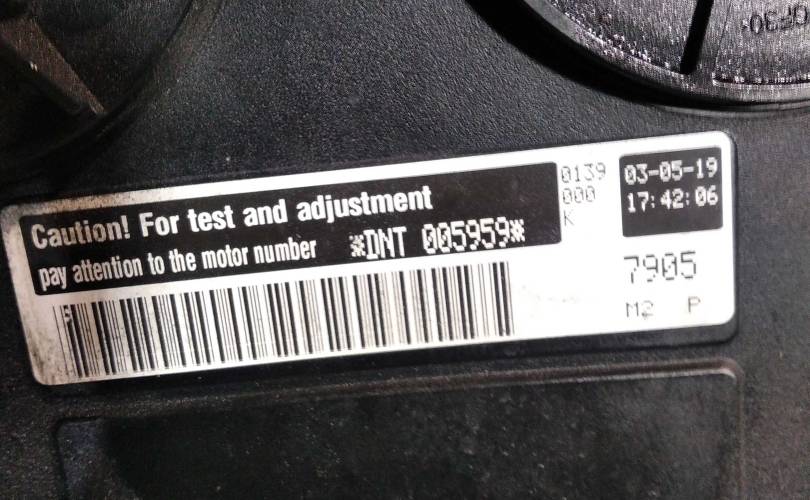 Caution! For test and adjustment
pay attention to the motor number *DNT 005959*
0139
000
K
03-05-19
17:42:06
7905
M2 P